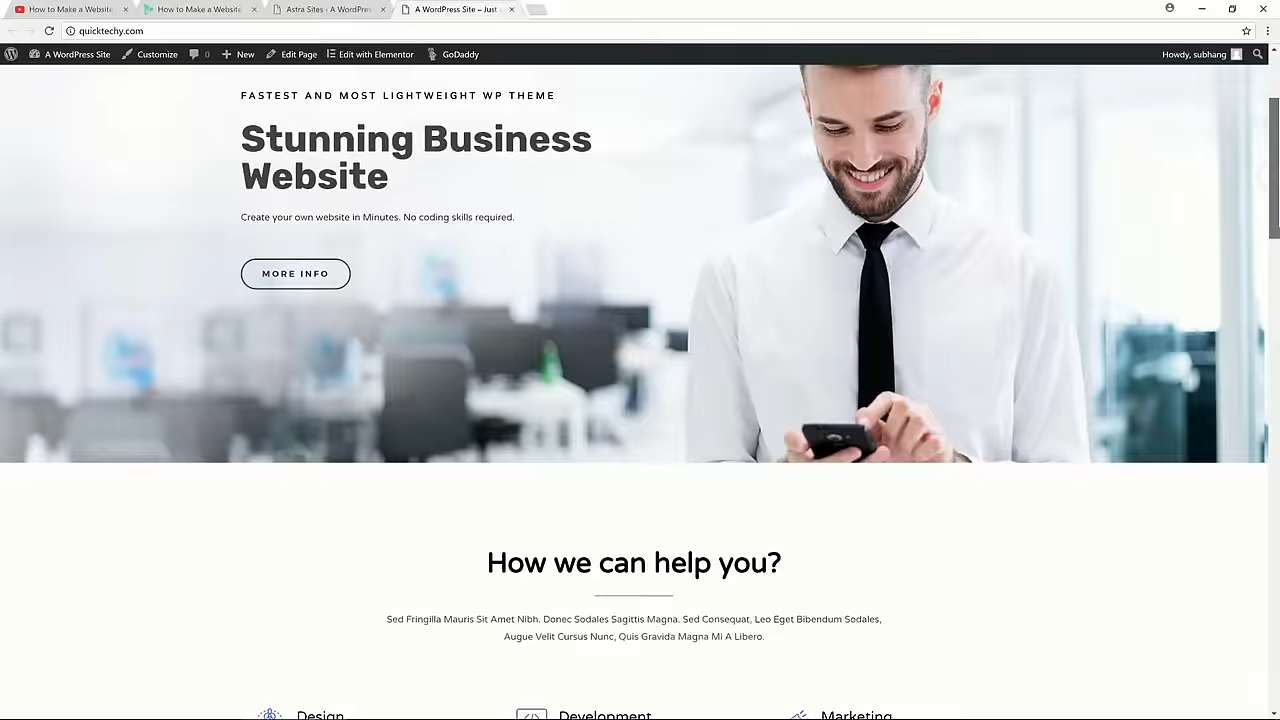 How to Make a Website
How to Make a Website
Astra Sites ‹ A WordPres
A WordPress Site – Just
quicktechy.com
A WordPress Site
Customize
0
New
Edit Page
Edit with Elementor
GoDaddy
Howdy, subhang
FASTEST AND MOST LIGHTWEIGHT WP THEME
Stunning Business
Website
Create your own website in Minutes. No coding skills required.
MORE INFO
How we can help you?
Sed Fringilla Mauris Sit Amet Nibh. Donec Sodales Sagittis Magna. Sed Consequat, Leo Eget Bibendum Sodales,
Augue Velit Cursus Nunc, Quis Gravida Magna Mi A Libero.
Design
Development
Marketing